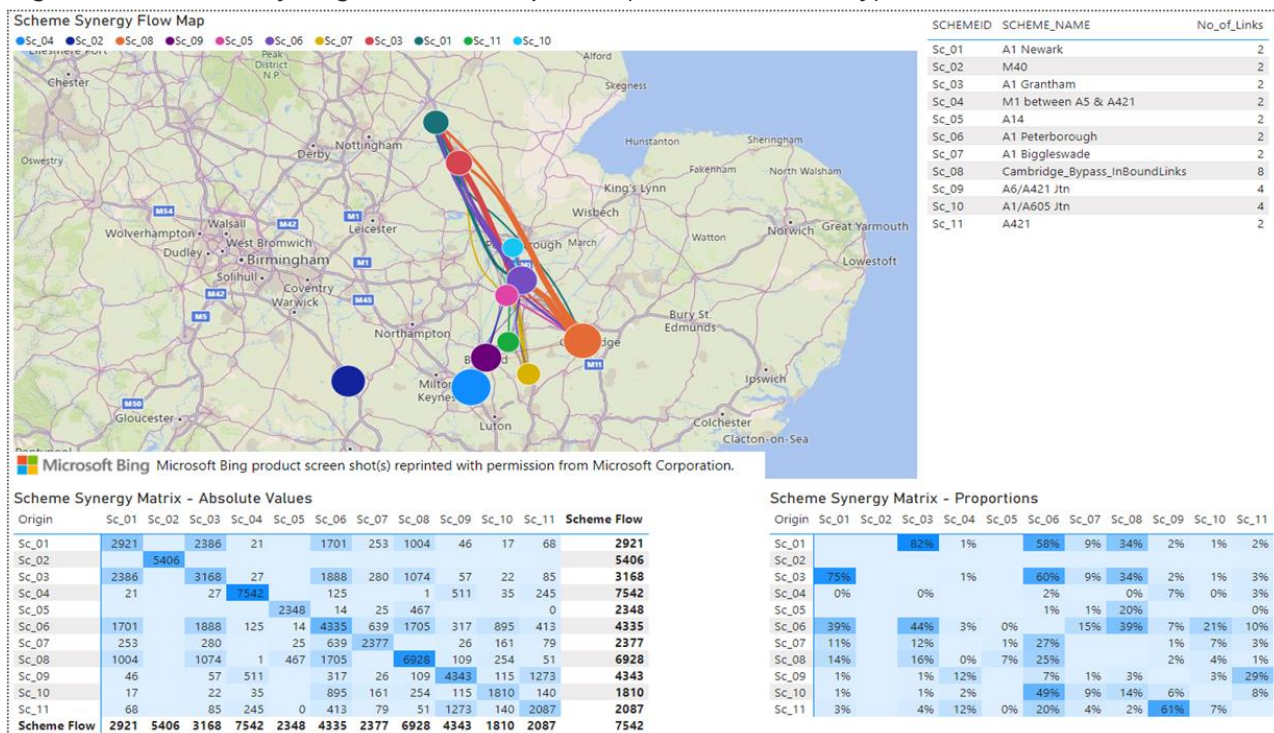 Scheme Synergy Flow Map
Sc_04 Sc_02 Sc_08 Sc_09 Sc_05 Sc_06 Sc_07 Sc_03 Sc_01 Sc_11 Sc_10
Peak
District
N.P.
Alford
Chester
Skegness
Nottingham
Derby
Hunstanton
Sheringham
Oswestry
Fakenham
North Walsham
King's Lynn
M54
Walsall
M42
M1
Leicester
Wisbech
Wolverhampton
West Bromwich
March
Watton
Norwich
Great Yarmouth
Dudley
Birmingham
M1
Lowestoft
Solihull
Coventry
M42
Warwick
M45
M5
Bury St.
Edmunds
Northampton
M11
Milton
Keynes
Ipswich
M50
Gloucester
Luton
Colchester
Clacton-on-Sea
Microsoft Bing Microsoft Bing product screen shot(s) reprinted with permission from Microsoft Corporation.
SCHEMEID SCHEME_NAME No_of_Links
Sc_01 A1 Newark 2
Sc_02 M40 2
Sc_03 A1 Grantham 2
Sc_04 M1 between A5 & A421 2
Sc_05 A14 2
Sc_06 A1 Peterborough 2
Sc_07 A1 Biggleswade 2
Sc_08 Cambridge_Bypass_InBoundLinks 8
Sc_09 A6/A421 Jtn 4
Sc_10 A1/A605 Jtn 4
Sc_11 A421 2
Scheme Synergy Matrix - Absolute Values
Origin Sc_01 Sc_02 Sc_03 Sc_04 Sc_05 Sc_06 Sc_07 Sc_08 Sc_09 Sc_10 Sc_11 Scheme Flow
Sc_01 2921 2386 21 1701 253 1004 46 17 68 2921
Sc_02 5406 5406
Sc_03 2386 3168 27 1888 280 1074 57 22 85 3168
Sc_04 21 27 7542 125 1 511 35 245 7542
Sc_05 2348 14 25 467 0 2348
Sc_06 1701 1888 125 14 4335 639 1705 317 895 413 4335
Sc_07 253 280 25 639 2377 26 161 79 2377
Sc_08 1004 1074 1 467 1705 6928 109 254 51 6928
Sc_09 46 57 511 317 26 109 4343 115 1273 4343
Sc_10 17 22 35 895 161 254 115 1810 140 1810
Sc_11 68 85 245 0 413 79 51 1273 140 2087 2087
Scheme Flow 2921 5406 3168 7542 2348 4335 2377 6928 4343 1810 2087 7542
Scheme Synergy Matrix - Proportions
Origin Sc_01 Sc_02 Sc_03 Sc_04 Sc_05 Sc_06 Sc_07 Sc_08 Sc_09 Sc_10 Sc_11
Sc_01 82% 1% 58% 9% 34% 2% 1% 2%
Sc_02
Sc_03 75% 1% 60% 9% 34% 2% 1% 3%
Sc_04 0% 0% 2% 0% 7% 0% 3%
Sc_05 1% 1% 20% 0%
Sc_06 39% 44% 3% 0% 15% 39% 7% 21% 10%
Sc_07 11% 12% 1% 27% 1% 7% 3%
Sc_08 14% 16% 0% 7% 25% 2% 4% 1%
Sc_09 1% 1% 12% 7% 1% 3% 3% 29%
Sc_10 1% 1% 2% 49% 9% 14% 6% 8%
Sc_11 3% 4% 12% 0% 20% 4% 2% 61% 7%